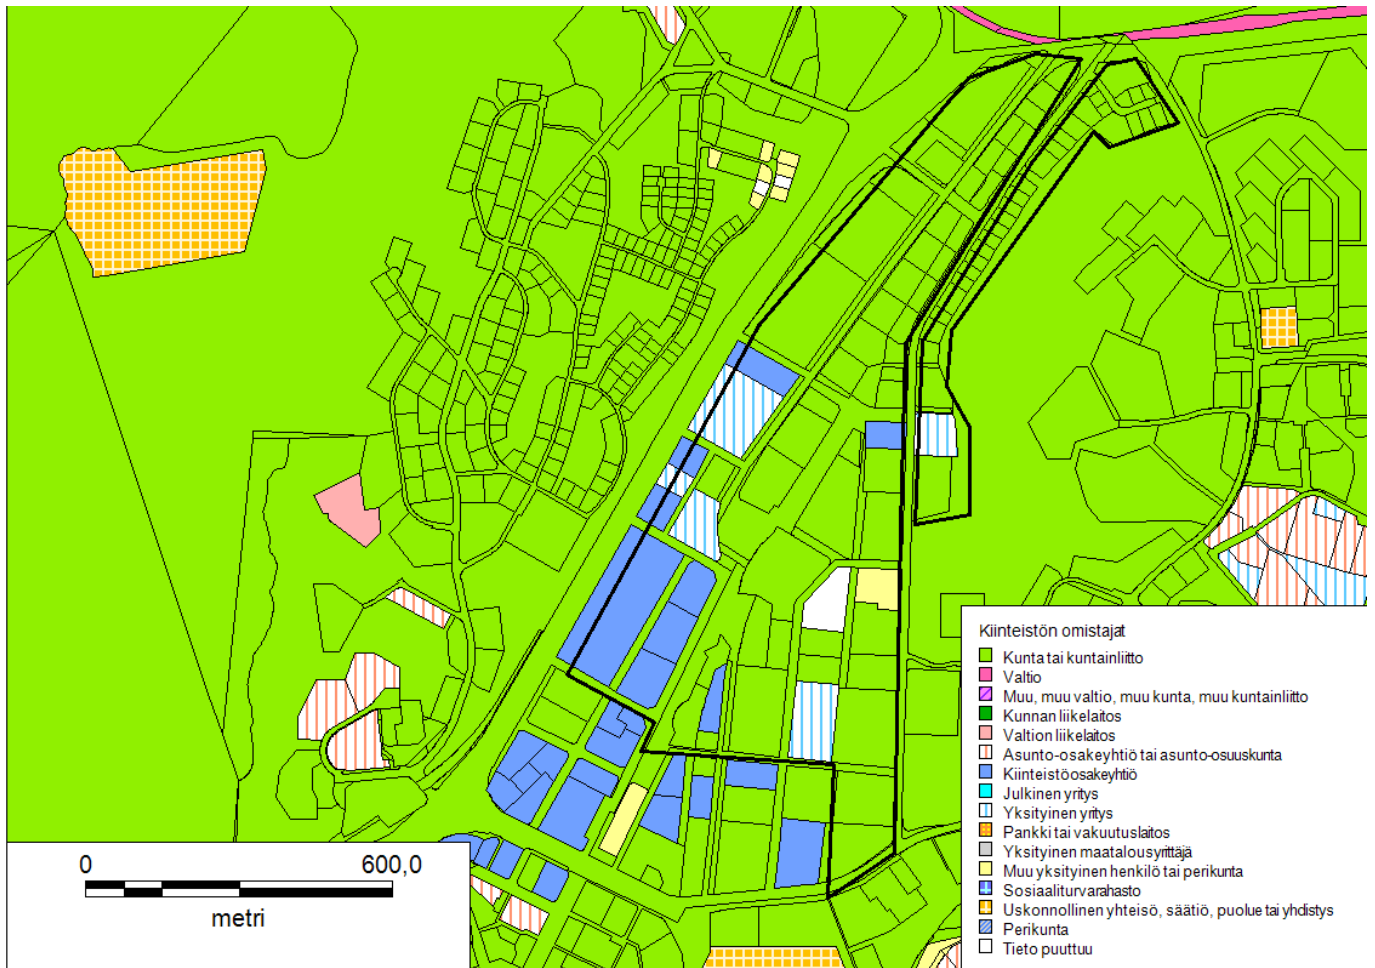 Kiinteistön omistajat
Kunta tai kuntainliitto
Valtio
Muu, muu valtio, muu kunta, muu kuntainliitto
Kunnan liikelaitos
Valtion liikelaitos
Asunto-osakeyhtiö tai asunto-osuuskunta
Kiinteistöosakeyhtiö
Julkinen yritys
Yksityinen yritys
Pankki tai vakuutuslaitos
Yksityinen maatalousyrittäjä
Muu yksityinen henkilö tai perikunta
Sosiaaliturvarahasto
Uskonnollinen yhteisö, säätiö, puolue tai yhdistys
Perikunta
Tieto puuttuu
0 600,0
metri